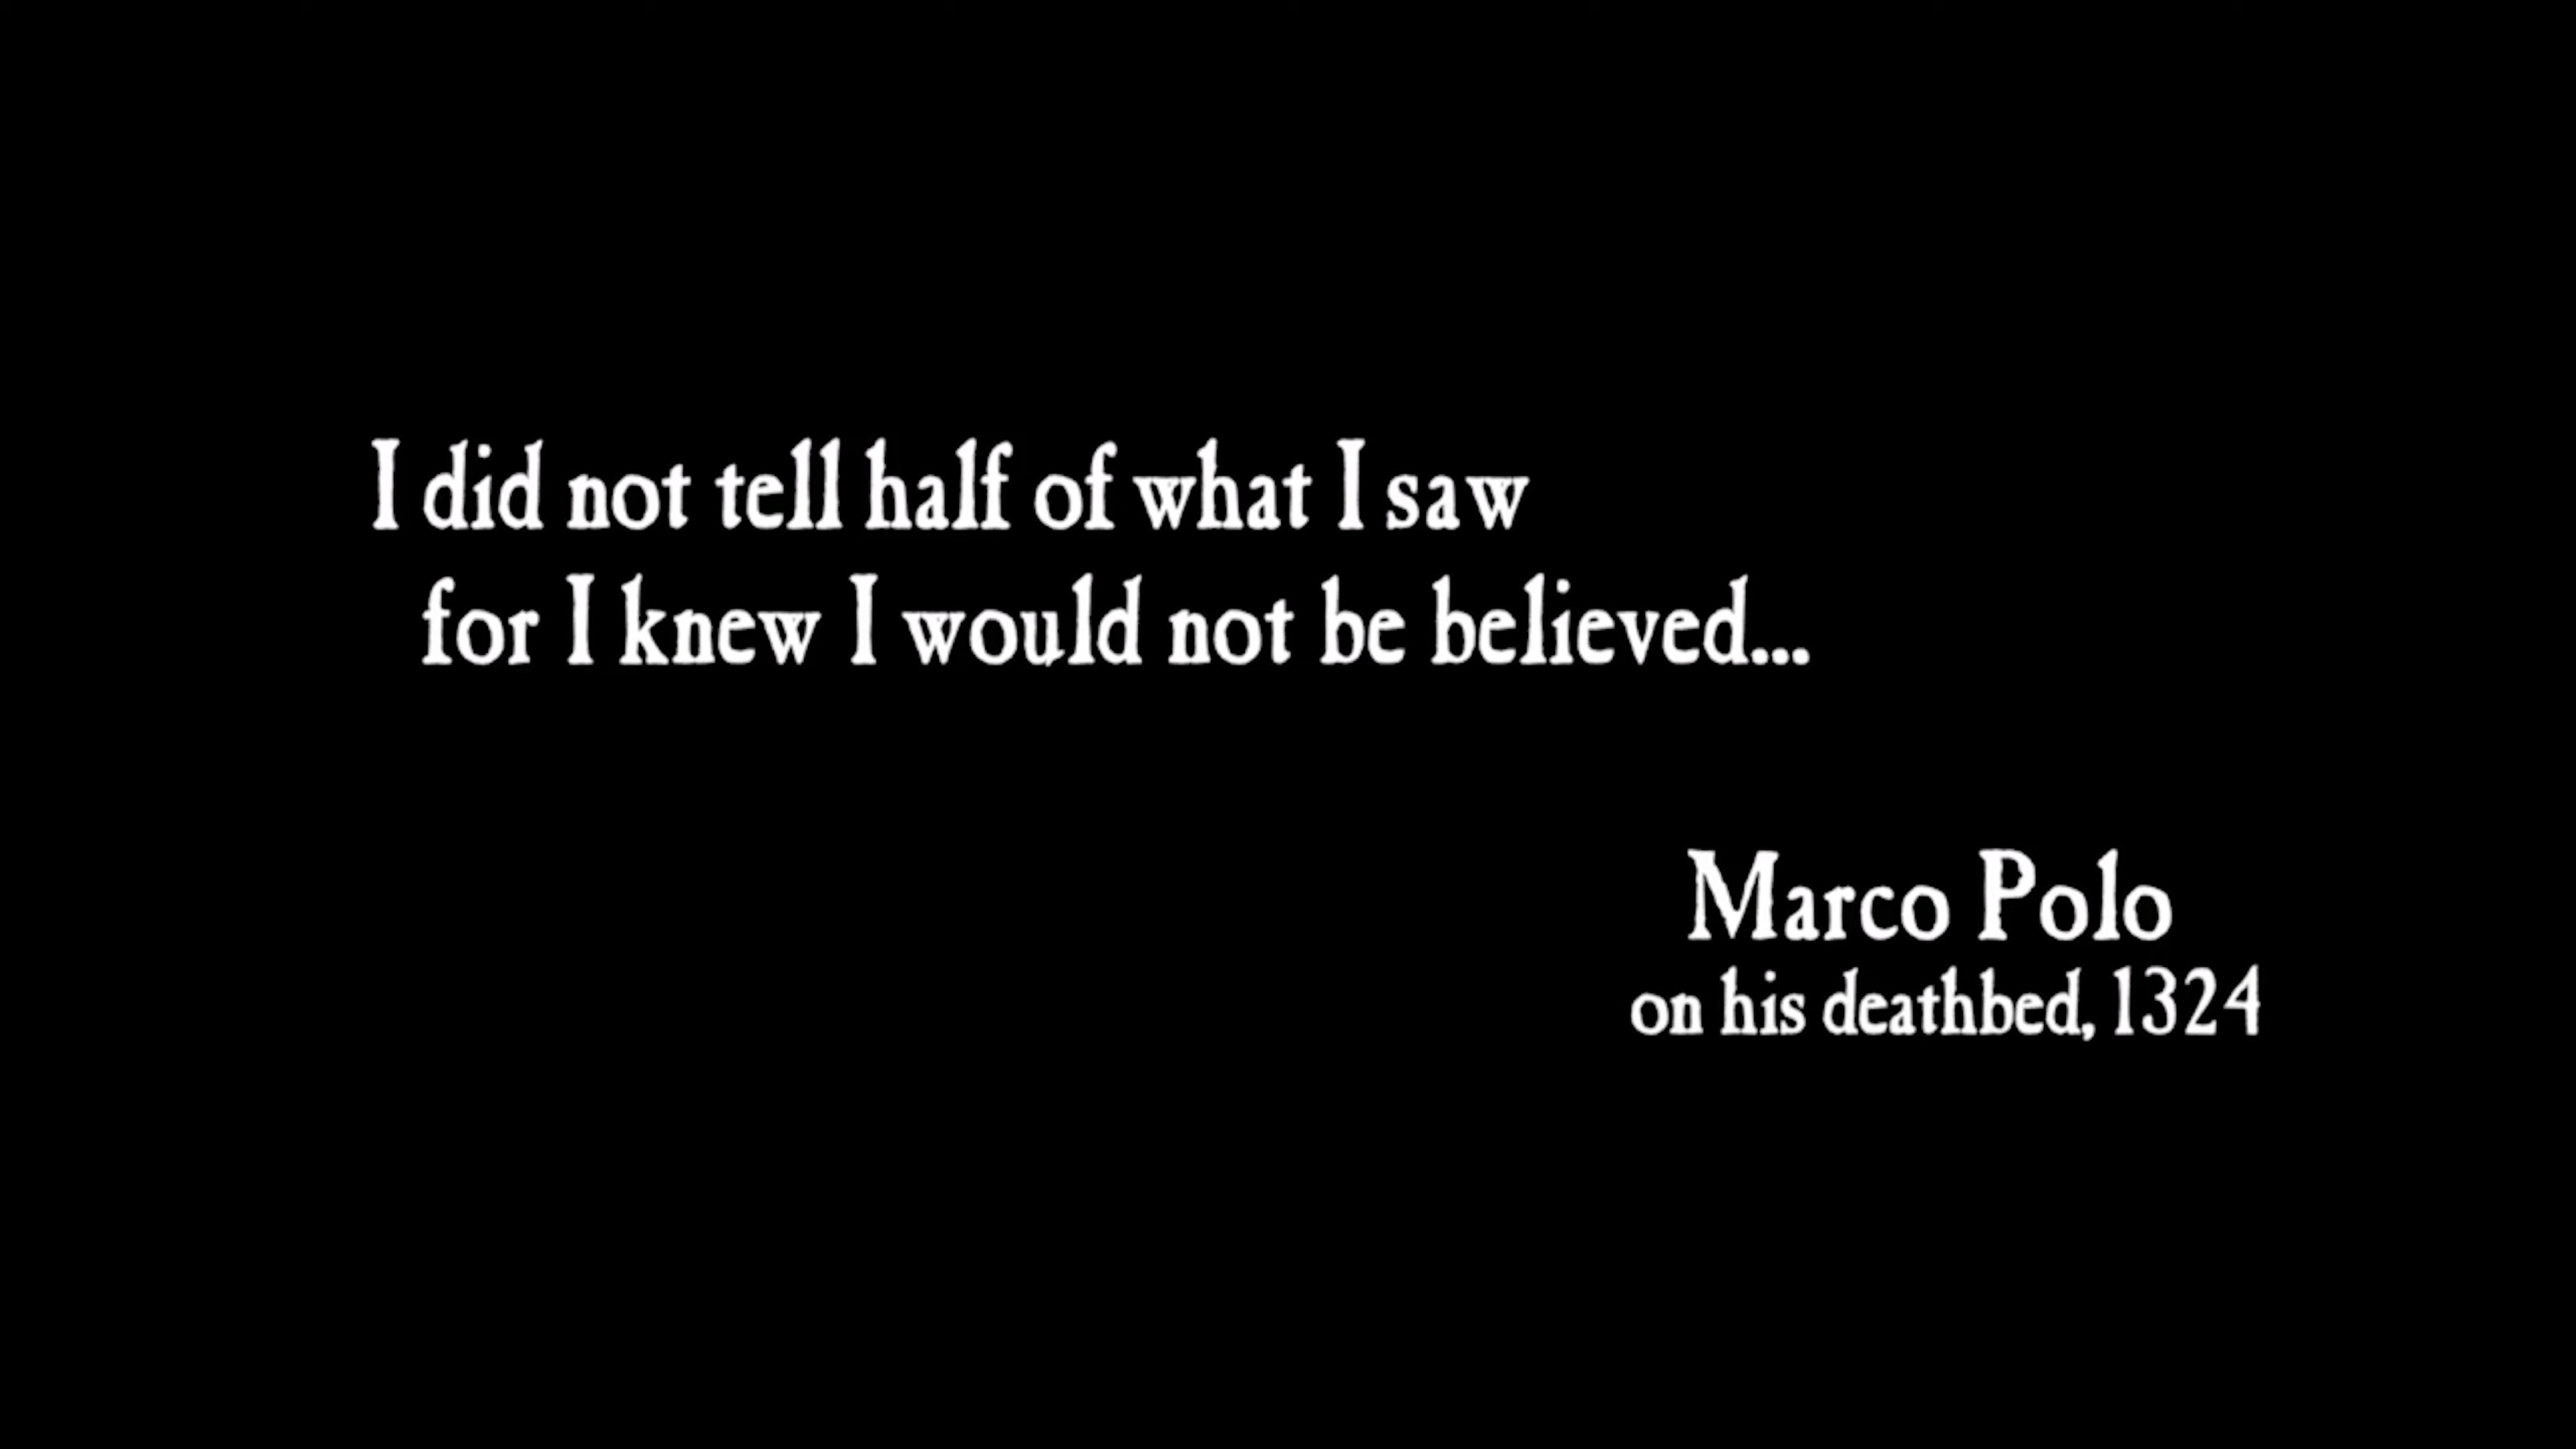 I did not tell half of what I saw
for I knew I would not be believed...
Marco Polo
on his deathbed, 1324